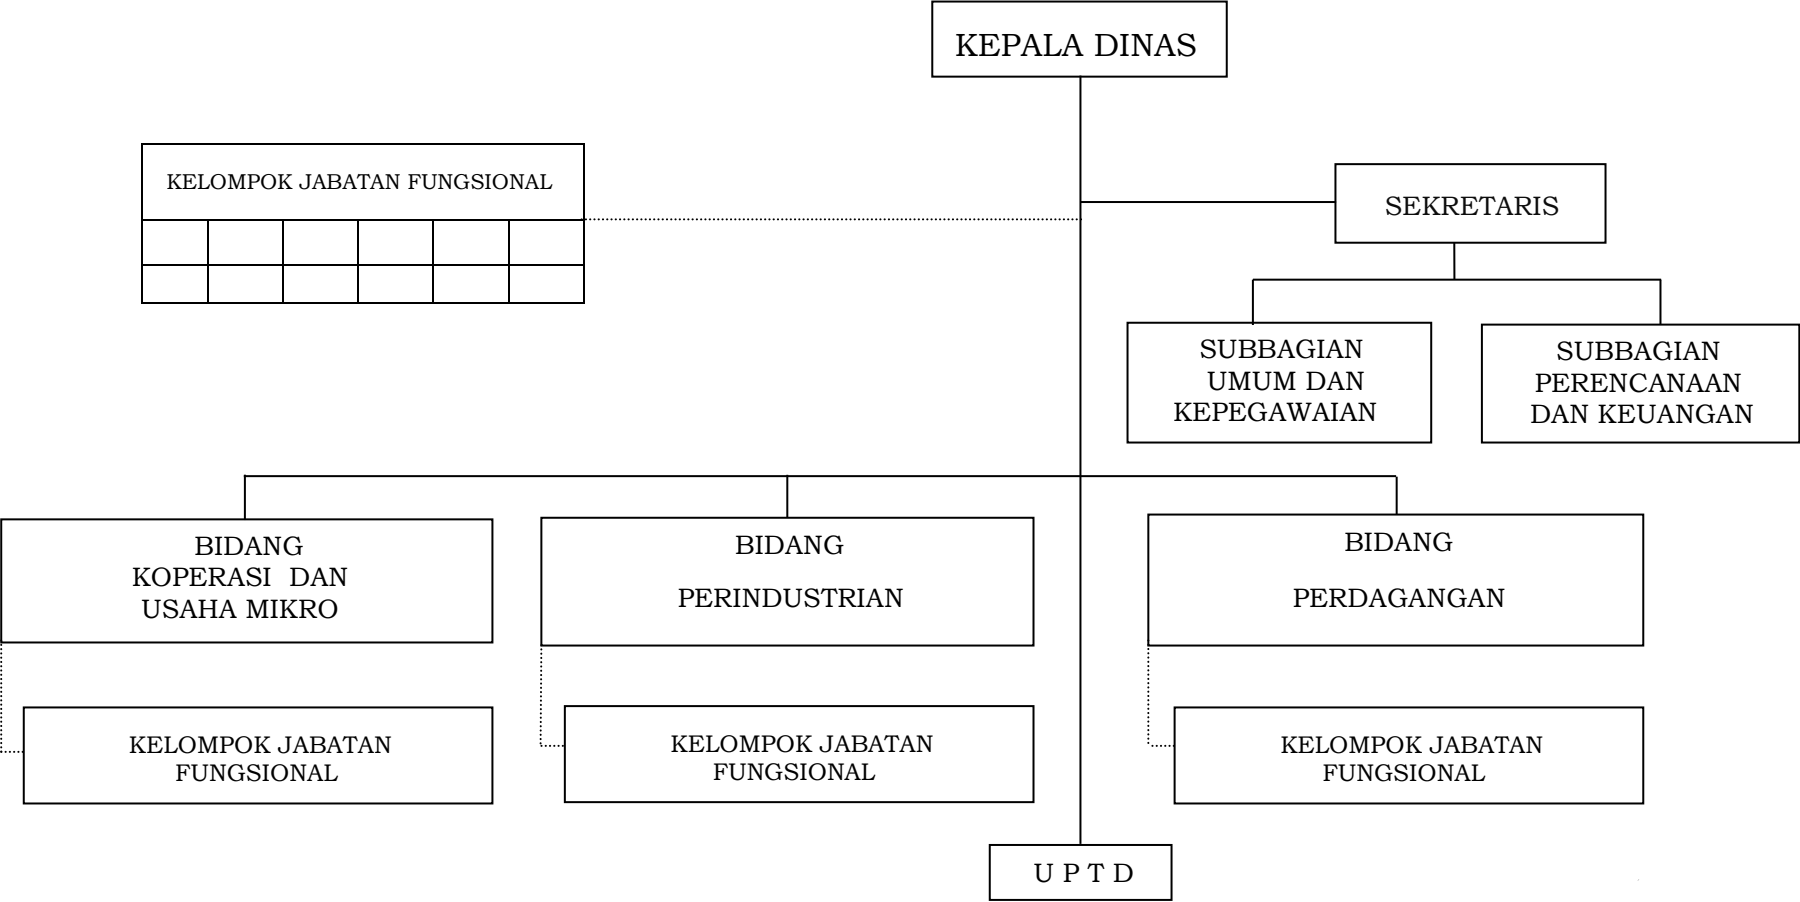 KEPALA DINAS
KELOMPOK JABATAN FUNGSIONAL
SEKRETARIS
SUBBAGIAN
UMUM DAN
KEPEGAWAIAN
SUBBAGIAN
PERENCANAAN
DAN KEUANGAN
BIDANG
KOPERASI DAN
USAHA MIKRO
BIDANG
PERINDUSTRIAN
BIDANG
PERDAGANGAN
KELOMPOK JABATAN
FUNGSIONAL
KELOMPOK JABATAN
FUNGSIONAL
KELOMPOK JABATAN
FUNGSIONAL
U P T D